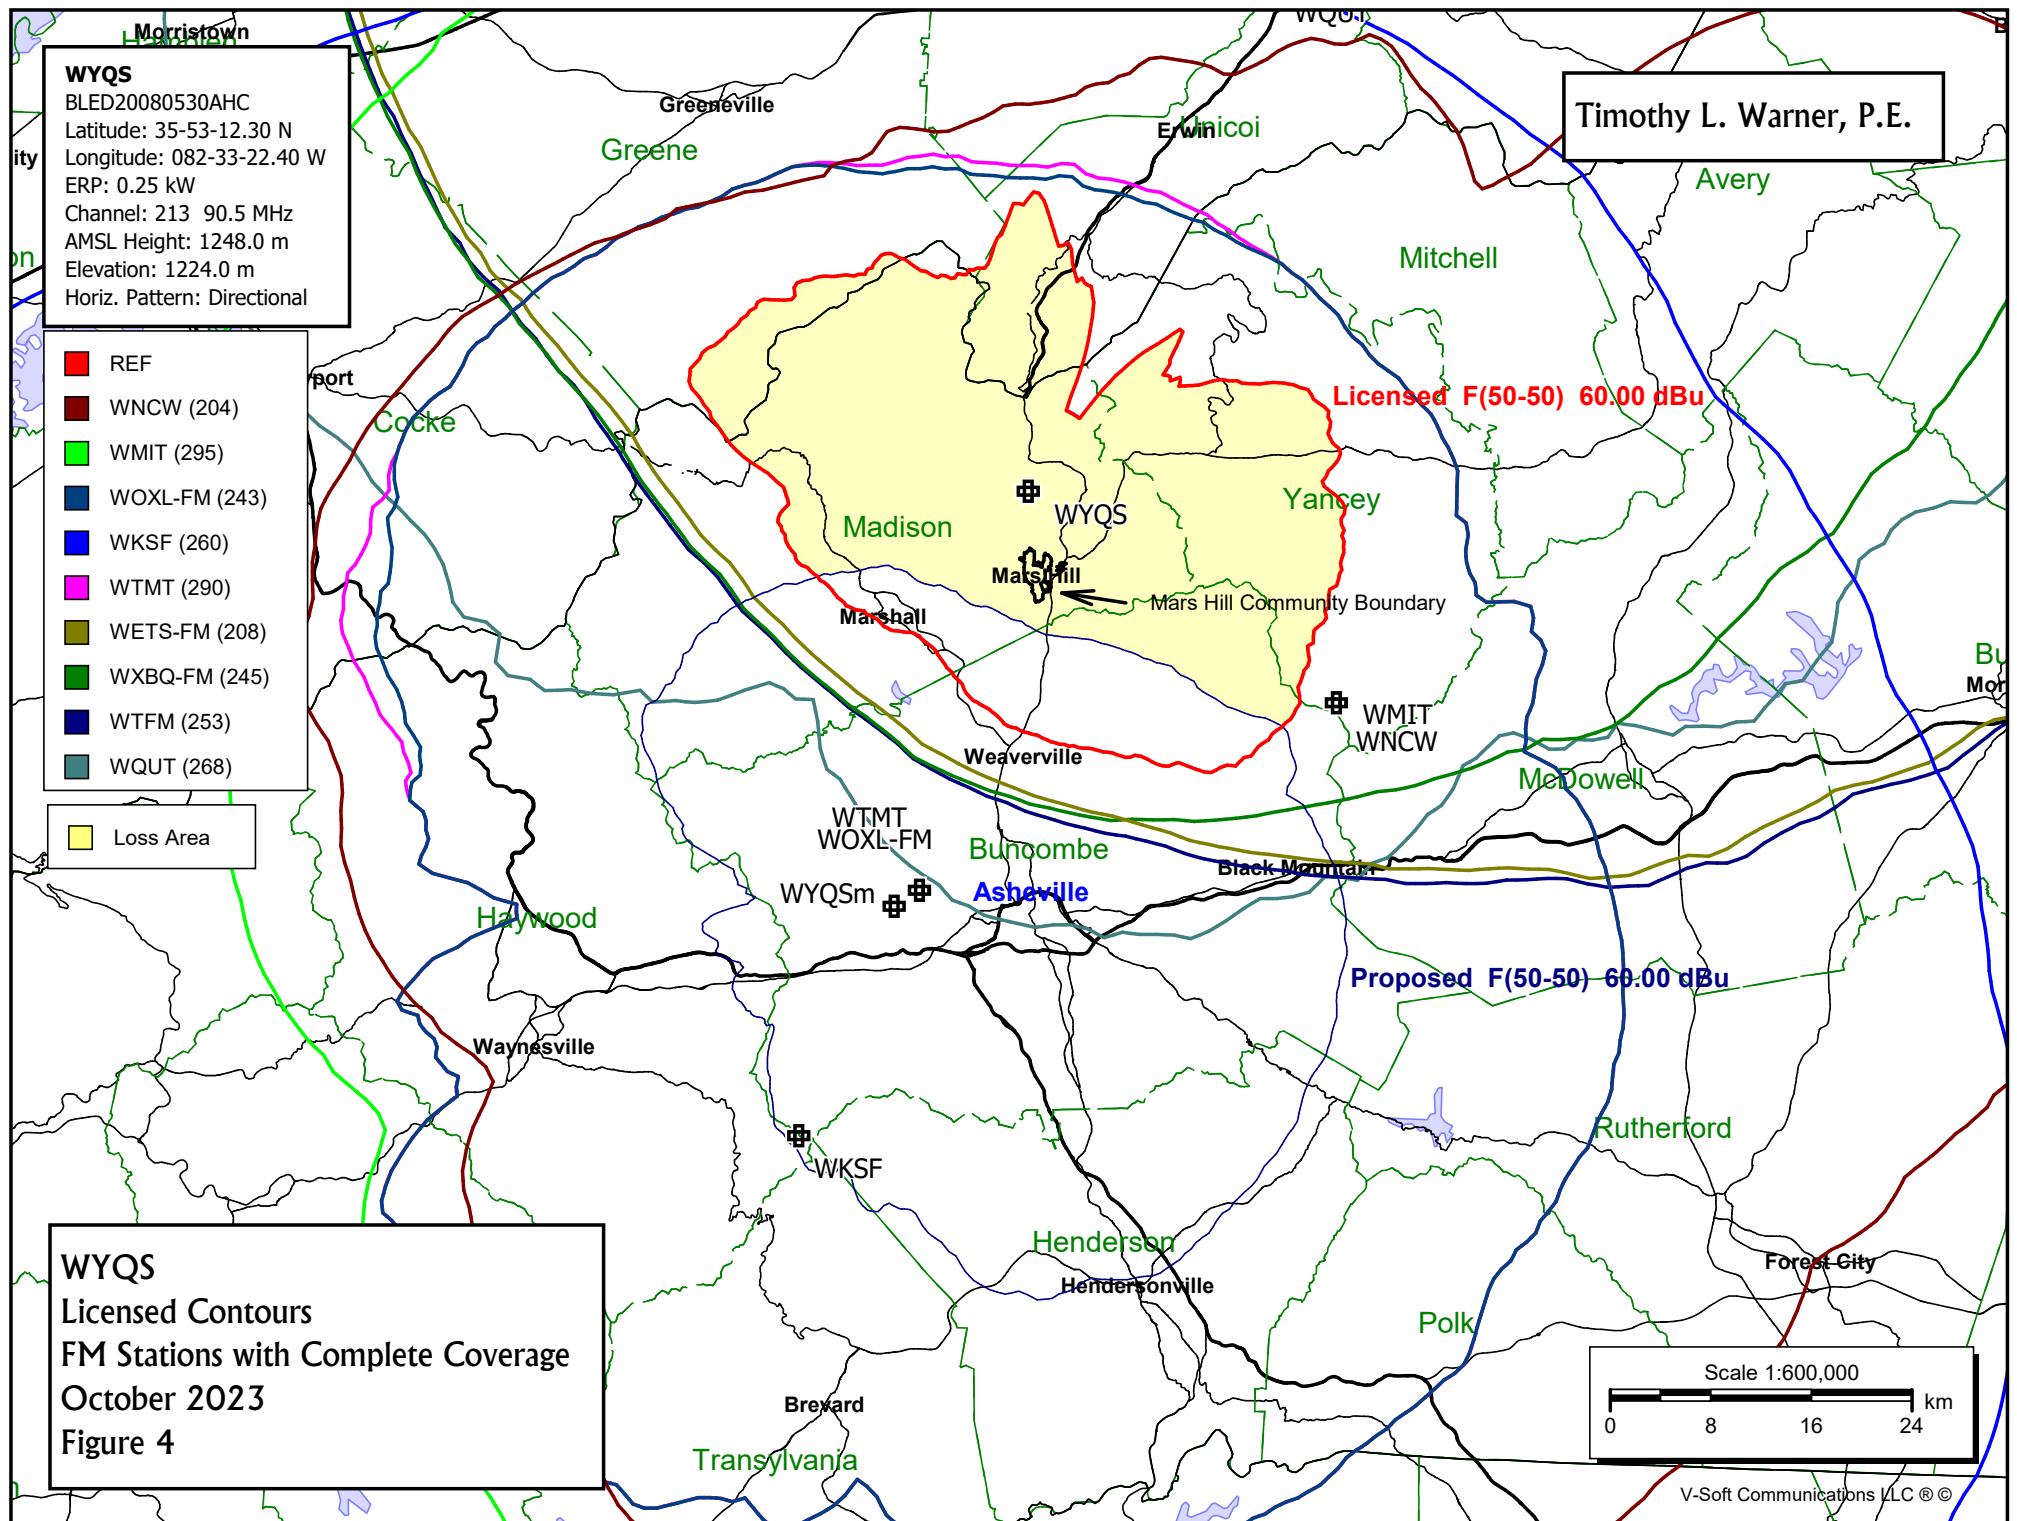 WQUT
Morristown
Hamblen
WYQS
BLED20080530AHC
Latitude: 35-53-12.30 N
Longitude: 082-33-22.40 W
ERP: 0.25 kW
Channel: 213 90.5 MHz
AMSL Height: 1248.0 m
Elevation: 1224.0 m
Horiz. Pattern: Directional
Timothy L. Warner, P.E.
Greeneville
Greene
Erwin
Unicoi
ity
Avery
on
Mitchell
REF
WNCW (204)
WMIT (295)
WOXL-FM (243)
WKSF (260)
WTMT (290)
WETS-FM (208)
WXBQ-FM (245)
WTFM (253)
WQUT (268)
Loss Area
port
Cocke
Licensed F(50-50) 60.00 dBu
Yancey
WYQS
Madison
Mars Hill
Mars Hill Community Boundary
Marshall
Bu
Mor
WMIT
WNCW
Weaverville
McDowell
WTMT
WOXL-FM
Buncombe
Black Mountain
WYQSm
Asheville
Haywood
Proposed F(50-50) 60.00 dBu
Waynesville
Rutherford
WKSF
Henderson
Hendersonville
Forest City
Polk
WYQS
Licensed Contours
FM Stations with Complete Coverage
October 2023
Figure 4
Brevard
Transylvania
Scale 1:600,000
km
0 8 16 24
V-Soft Communications LLC ® ©